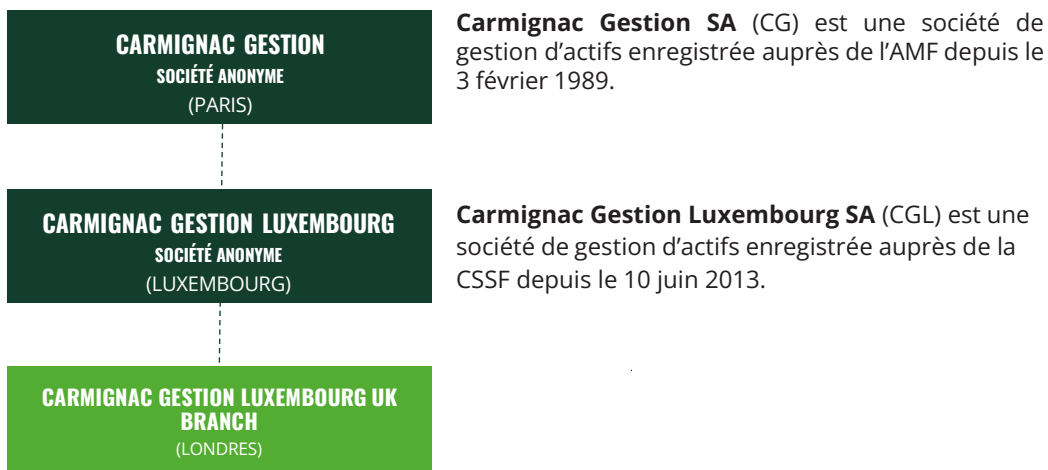 CARMIGNAC GESTION
SOCIÉTÉ ANONYME
(PARIS)
Carmignac Gestion SA (CG) est une société de
gestion d’actifs enregistrée auprès de l’AMF depuis le
3 février 1989.
CARMIGNAC GESTION LUXEMBOURG
SOCIÉTÉ ANONYME
(LUXEMBOURG)
Carmignac Gestion Luxembourg SA (CGL) est une
société de gestion d’actifs enregistrée auprès de la
CSSF depuis le 10 juin 2013.
CARMIGNAC GESTION LUXEMBOURG UK
BRANCH
(LONDRES)